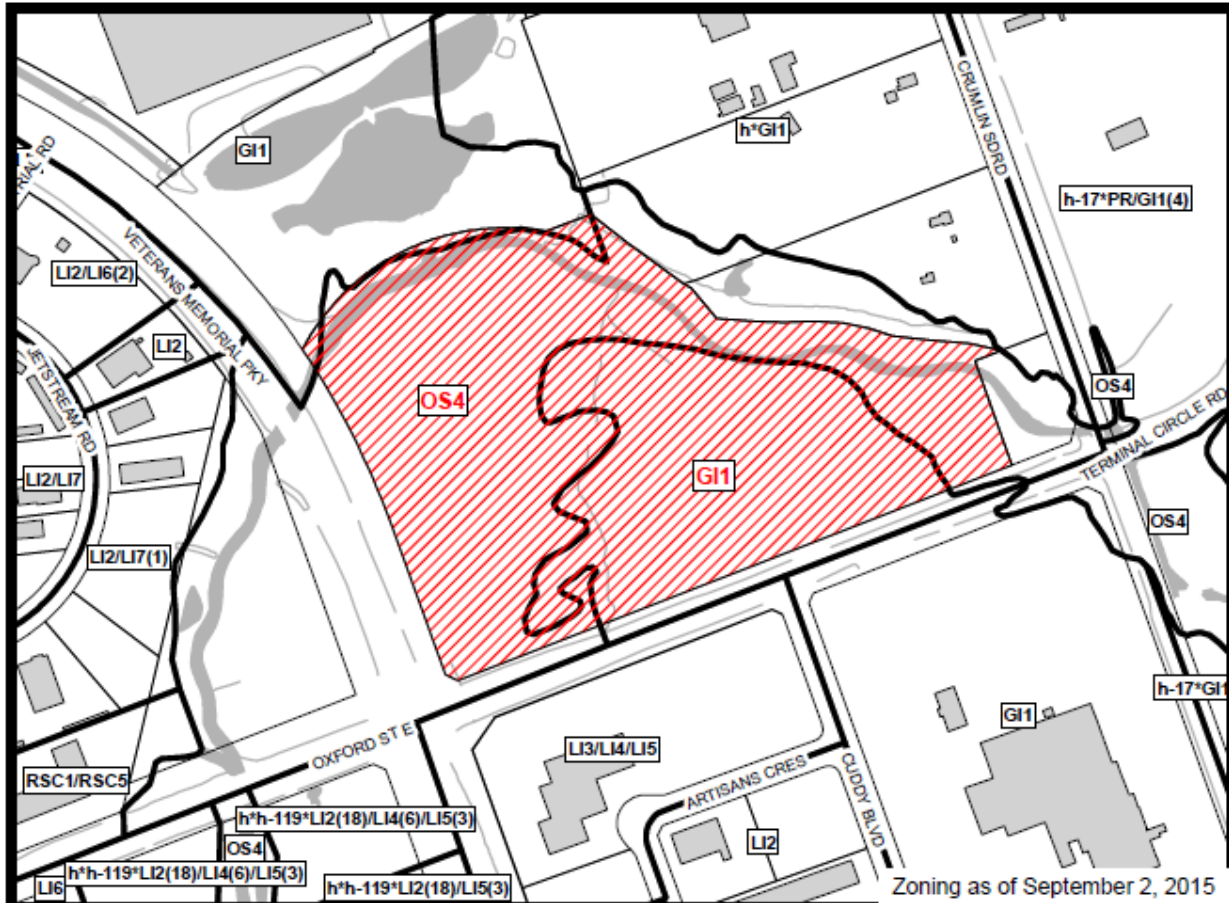 GI1
h*GI1
CRUMLIN SDRD
TRIAL RD
h-17*PR/GI1(4)
VETERANS MEMORIAL PKY
LI2/LI6(2)
LI2
JETSTREAM RD
OS4
OS4
TERMINAL CIRCLE RD
LI2/LI7
GI1
OS4
LI2/LI7(1)
h-17*GI1
GI1
OXFORD ST E
LI3/LI4/LI5
RSC1/RSC5
ARTISANS CRES
CUDDY BLVD
h*h-119*LI2(18)/LI4(6)/LI5(3)
LI2
OS4
h*h-119*LI2(18)/LI4(6)/LI5(3)
LI6
h*h-119*LI2(18)/LI5(3)
Zoning as of September 2, 2015